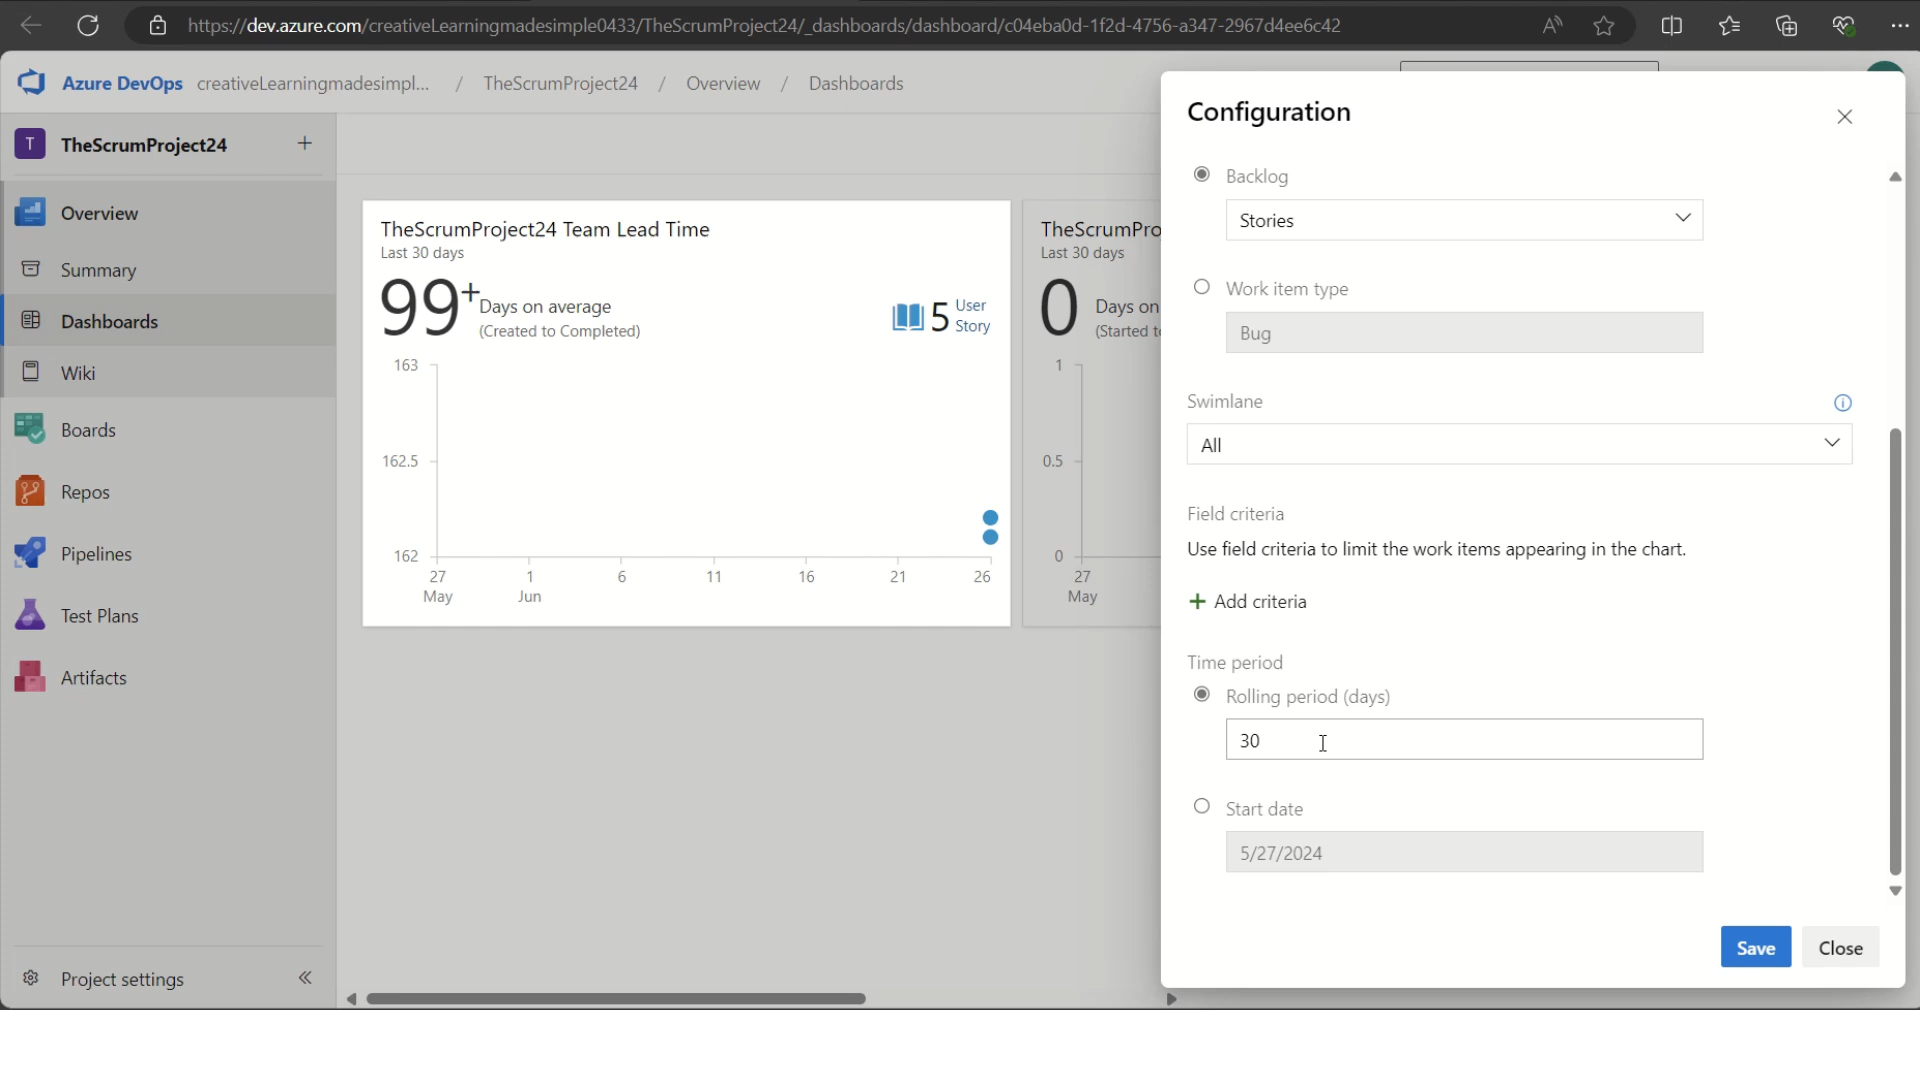 https://dev.azure.com/creativeLearningmadesimple0433/TheScrumProject24/_dashboards/dashboard/c04eba0d-1f2d-4756-a347-2967d4ee6c42
Azure DevOps creativeLearningmadesimpl... / TheScrumProject24 / Overview / Dashboards
T TheScrumProject24 +
Overview
Summary
Dashboards
Wiki
Boards
Repos
Pipelines
Test Plans
Artifacts
Project settings
TheScrumProject24 Team Lead Time
Last 30 days
99+ Days on average
(Created to Completed)
5 User
Story
163
162.5
162
27 1 6 11 16 21 26
May Jun
TheScrumPro
Last 30 days
0 Days on
(Started to
1
0.5
0
27
May
Configuration
Backlog
Stories
Work item type
Bug
Swimlane
All
Field criteria
Use field criteria to limit the work items appearing in the chart.
+ Add criteria
Time period
Rolling period (days)
30
Start date
5/27/2024
Save Close